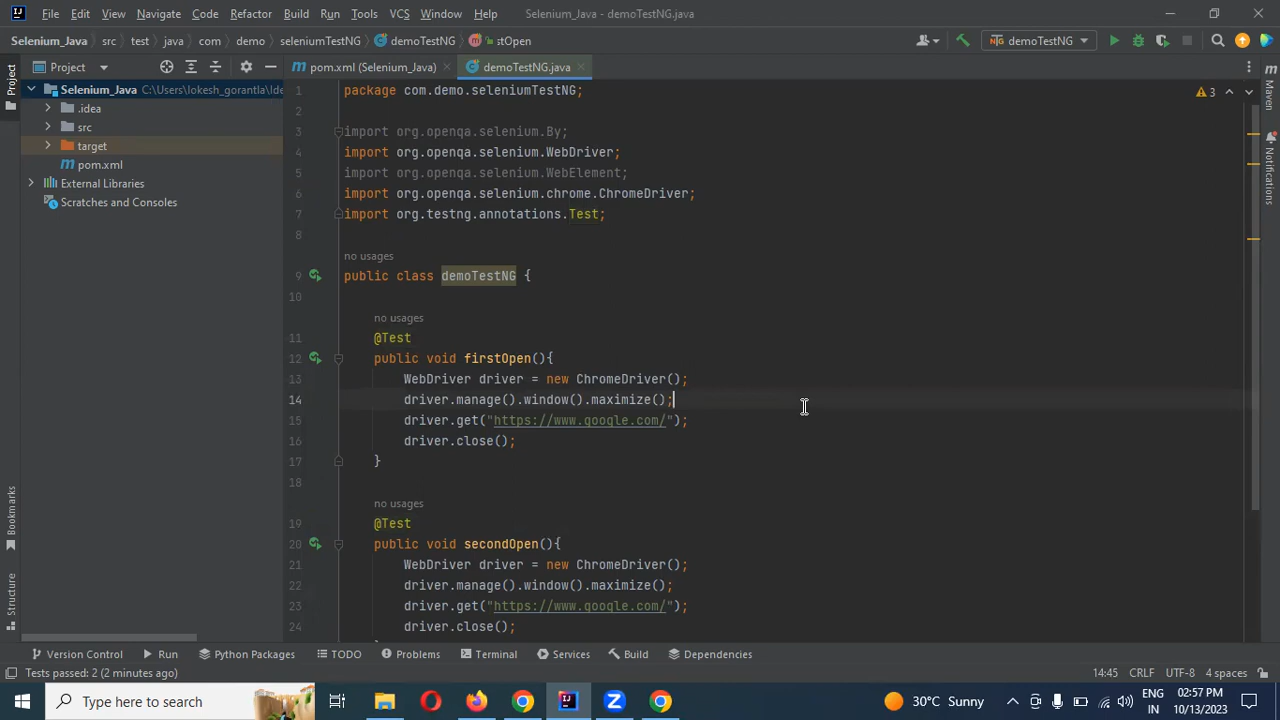 File Edit View Navigate Code Refactor Build Run Tools VCS Window Help Selenium_Java - demoTestNG.java
Selenium_Java src test java com demo seleniumTestNG demoTestNG stOpen demoTestNG
Project pom.xml (Selenium_Java) demoTestNG.java
Project
Selenium_Java C:\Users\lokesh_gorantla\Ide
.idea
src
target
pom.xml
External Libraries
Scratches and Consoles
3
1 package com.demo.seleniumTestNG;
2
3 import org.openqa.selenium.By;
4 import org.openqa.selenium.WebDriver;
5 import org.openqa.selenium.WebElement;
6 import org.openqa.selenium.chrome.ChromeDriver;
7 import org.testng.annotations.Test;
8
no usages
9 public class demoTestNG {
10
no usages
11 @Test
12 public void firstOpen(){
13 WebDriver driver = new ChromeDriver();
14 driver.manage().window().maximize();
15 driver.get("https://www.google.com/");
16 driver.close();
17 }
18
no usages
19 @Test
20 public void secondOpen(){
21 WebDriver driver = new ChromeDriver();
22 driver.manage().window().maximize();
23 driver.get("https://www.google.com/");
24 driver.close();
Maven
Notifications
Bookmarks
Structure
Version Control Run Python Packages TODO Problems Terminal Services Build Dependencies
Tests passed: 2 (2 minutes ago) 14:45 CRLF UTF-8 4 spaces
Type here to search 30°C Sunny ENG 02:57 PM
IN 10/13/2023